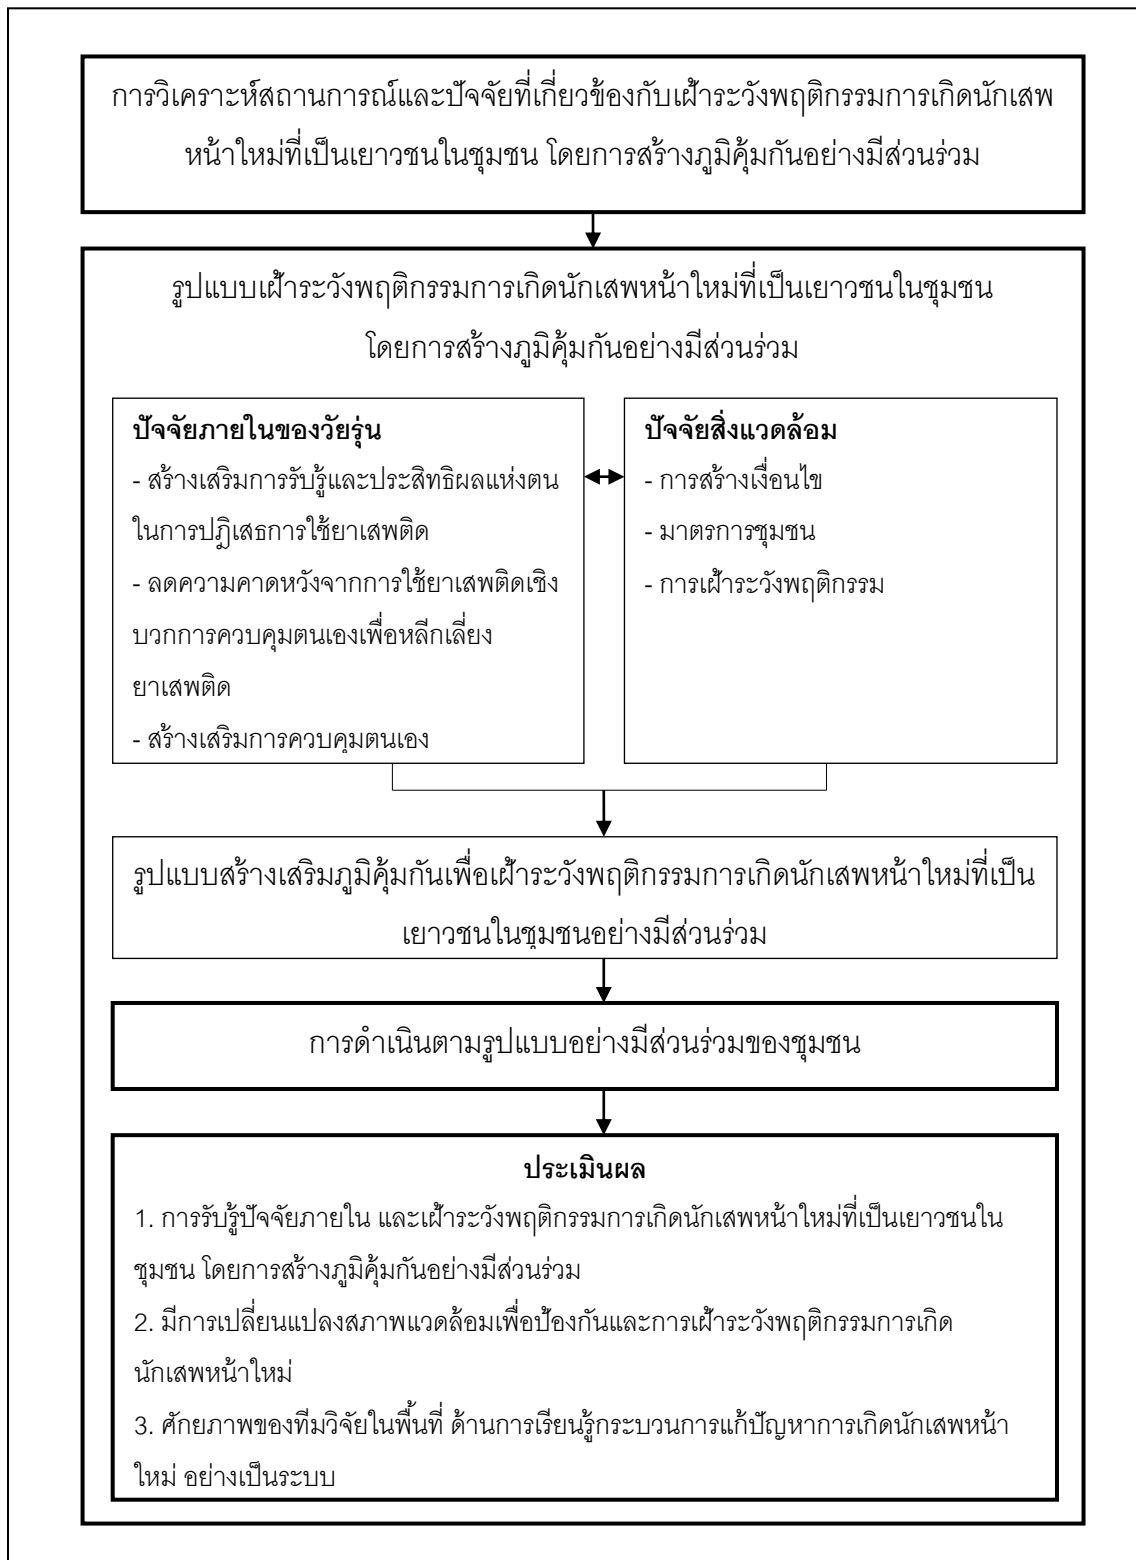 การวิเคราะห์สถานการณ์และปัจจัยที่เกี่ยวข้องกับเฝ้าระวังพฤติกรรมการเกิดนักเสพ
หน้าใหม่ที่เป็นเยาวชนในชุมชน โดยการสร้างภูมิคุ้มกันอย่างมีส่วนร่วม
รูปแบบเฝ้าระวังพฤติกรรมการเกิดนักเสพหน้าใหม่ที่เป็นเยาวชนในชุมชน
โดยการสร้างภูมิคุ้มกันอย่างมีส่วนร่วม
ปัจจัยภายในของวัยรุ่น
- สร้างเสริมการรับรู้และประสิทธิผลแห่งตน
ในการปฎิเสธการใช้ยาเสพติด
- ลดความคาดหวังจากการใช้ยาเสพติดเชิง
บวกการควบคุมตนเองเพื่อหลีกเลี่ยง
ยาเสพติด
- สร้างเสริมการควบคุมตนเอง
ปัจจัยสิ่งแวดล้อม
- การสร้างเงื่อนไข
- มาตรการชุมชน
- การเฝ้าระวังพฤติกรรม
รูปแบบสร้างเสริมภูมิคุ้มกันเพื่อเฝ้าระวังพฤติกรรมการเกิดนักเสพหน้าใหม่ที่เป็น
เยาวชนในชุมชนอย่างมีส่วนร่วม
การดำเนินตามรูปแบบอย่างมีส่วนร่วมของชุมชน
ประเมินผล
1. การรับรู้ปัจจัยภายใน และเฝ้าระวังพฤติกรรมการเกิดนักเสพหน้าใหม่ที่เป็นเยาวชนใน
ชุมชน โดยการสร้างภูมิคุ้มกันอย่างมีส่วนร่วม
2. มีการเปลี่ยนแปลงสภาพแวดล้อมเพื่อป้องกันและการเฝ้าระวังพฤติกรรมการเกิด
นักเสพหน้าใหม่
3. ศักยภาพของทีมวิจัยในพื้นที่ ด้านการเรียนรู้กระบวนการแก้ปัญหาการเกิดนักเสพหน้า
ใหม่ อย่างเป็นระบบ